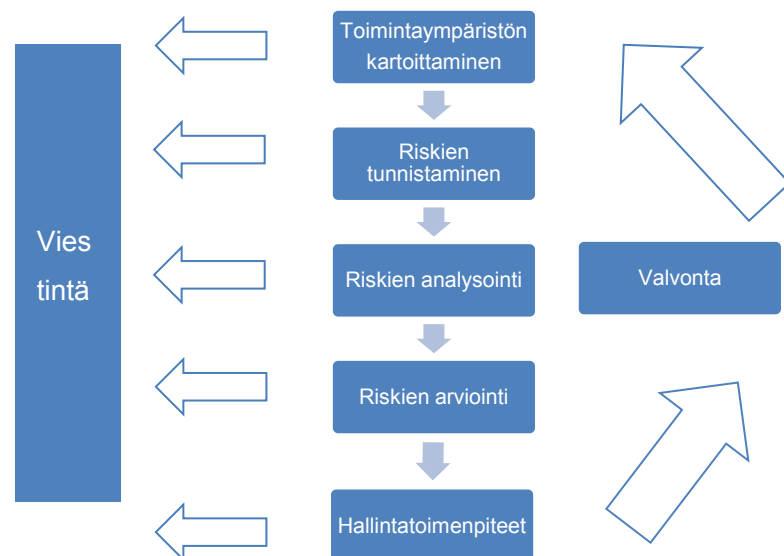 Toimintaympäristön
kartoittaminen
Riskien
tunnistaminen
Vies
tintä
Riskien analysointi
Valvonta
Riskien arviointi
Hallintatoimenpiteet